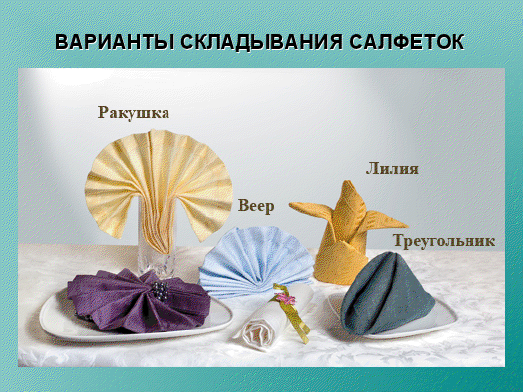 ВАРИАНТЫ СКЛАДЫВАНИЯ САЛФЕТОК
Ракушка
Лилия
Веер
Треугольник